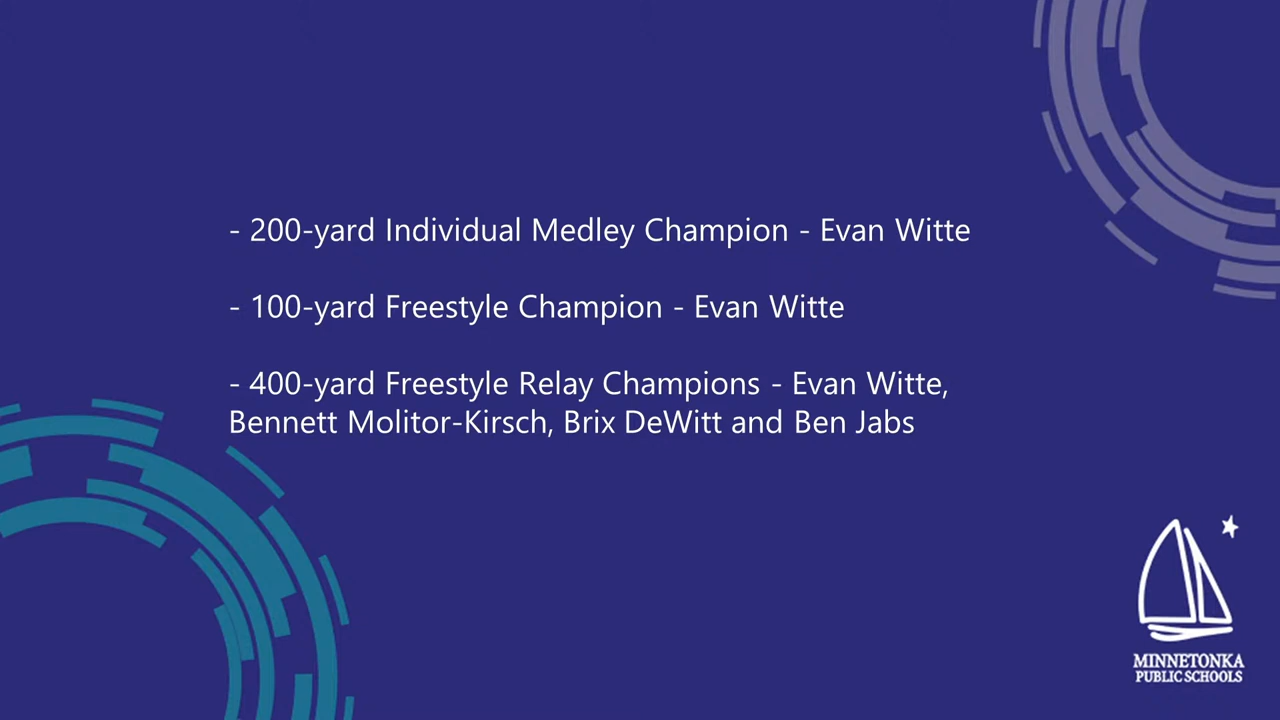 - 200-yard Individual Medley Champion - Evan Witte
- 100-yard Freestyle Champion - Evan Witte
- 400-yard Freestyle Relay Champions - Evan Witte,
Bennett Molitor-Kirsch, Brix DeWitt and Ben Jabs
MINNETONKA
PUBLIC SCHOOLS